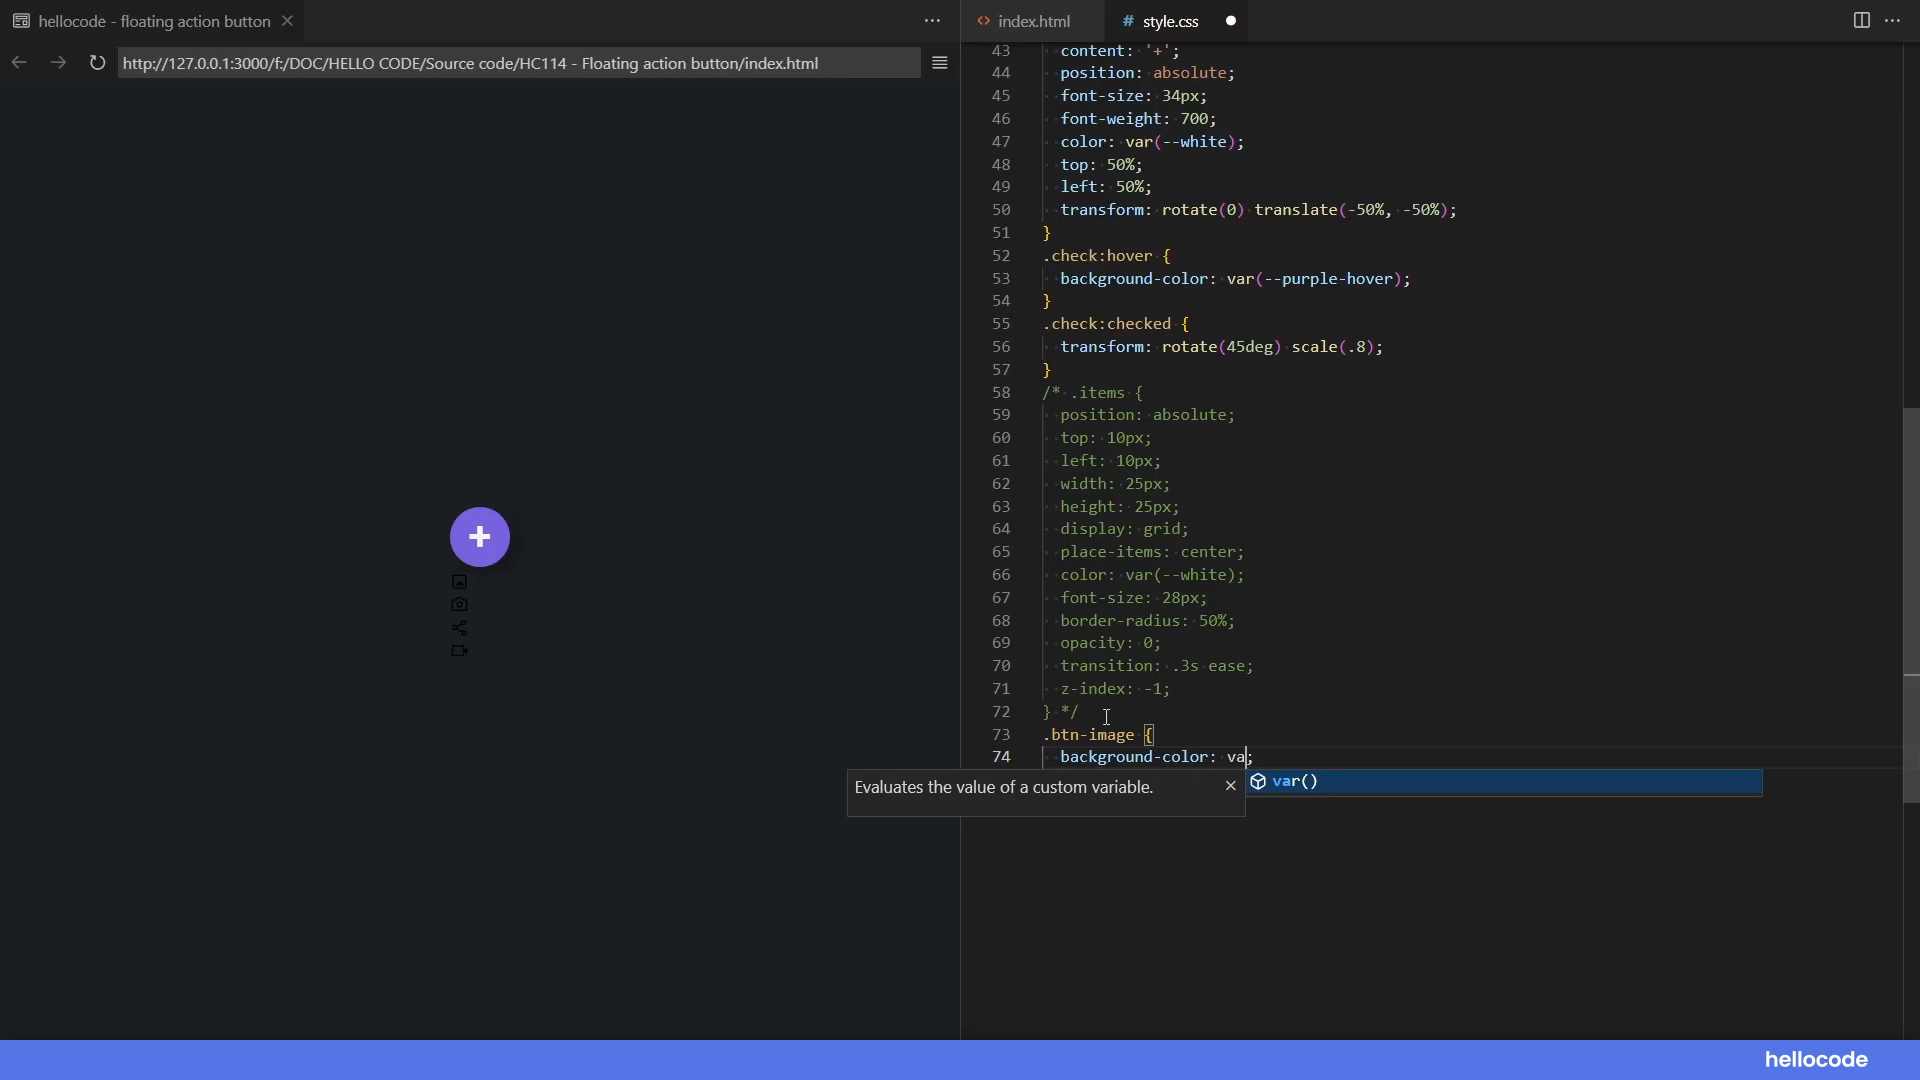 hellocode - floating action button
http://127.0.0.1:3000/f:/DOC/HELLO CODE/Source code/HC114 - Floating action button/index.html
+
index.html
# style.css
43 content: '+';
44 position: absolute;
45 font-size: 34px;
46 font-weight: 700;
47 color: var(--white);
48 top: 50%;
49 left: 50%;
50 transform: rotate(0) translate(-50%, -50%);
51 }
52 .check:hover {
53 background-color: var(--purple-hover);
54 }
55 .check:checked {
56 transform: rotate(45deg) scale(.8);
57 }
58 /* .items {
59 position: absolute;
60 top: 10px;
61 left: 10px;
62 width: 25px;
63 height: 25px;
64 display: grid;
65 place-items: center;
66 color: var(--white);
67 font-size: 28px;
68 border-radius: 50%;
69 opacity: 0;
70 transition: .3s ease;
71 z-index: -1;
72 } */
73 .btn-image {
74 background-color: va;
Evaluates the value of a custom variable.
var()
hellocode